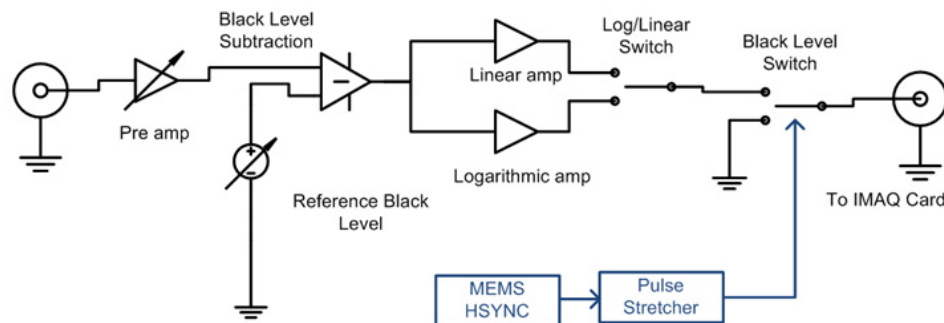 Black Level
Subtraction
Log/Linear
Switch
Black Level
Switch
Linear amp
Pre amp
Logarithmic amp
Reference Black
Level
To IMAQ Card
MEMS
HSYNC
Pulse
Stretcher